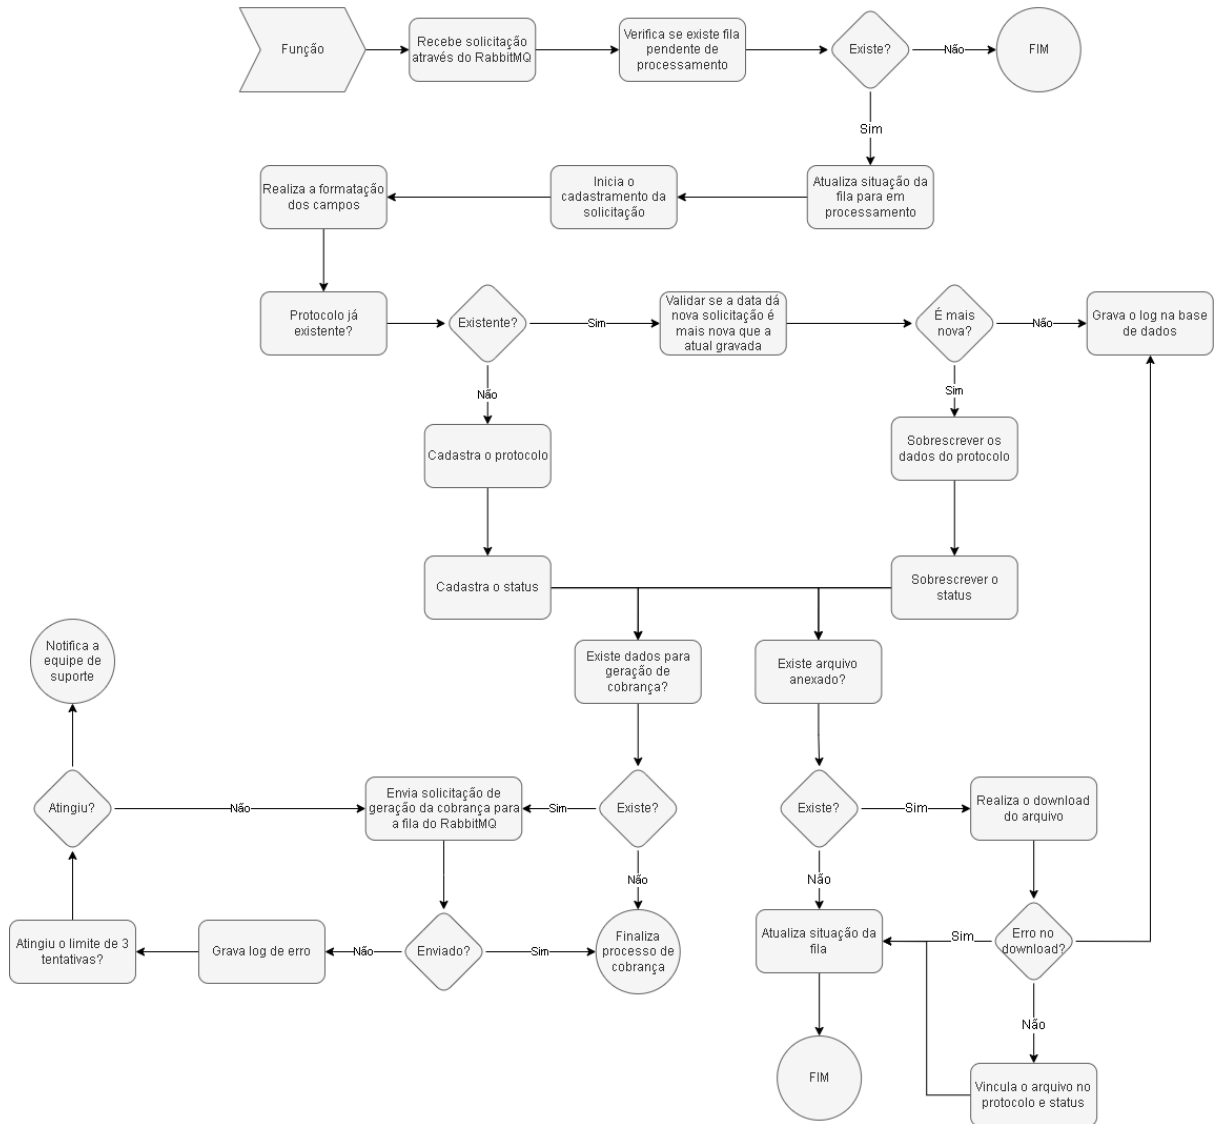 Função
Recebe solicitação
através do RabbitMQ
Verifica se existe fila
pendente de
processamento
Existe?
Não
FIM
Sim
Realiza a formatação
dos campos
Inicia o
cadastramento da
solicitação
Atualiza situação da
fila para em
processamento
Protocolo já
existente?
Existente?
Sim
Validar se a data dá
nova solicitação é
mais nova que a
atual gravada
É mais
nova?
Não
Grava o log na base
de dados
Não
Sim
Cadastra o protocolo
Sobrescrever os
dados do protocolo
Cadastra o status
Sobrescrever o
status
Notifica a
equipe de
suporte
Existe dados para
geração de
cobrança?
Existe arquivo
anexado?
Atingiu?
Não
Envia solicitação de
geração da cobrança para
a fila do RabbitMQ
Sim
Existe?
Existe?
Sim
Realiza o download
do arquivo
Não
Não
Atingiu o limite de 3
tentativas?
Grava log de erro
Não
Enviado?
Sim
Finaliza
processo de
cobrança
Atualiza situação da
fila
Sim
Erro no
download?
Não
FIM
Vincula o arquivo no
protocolo e status